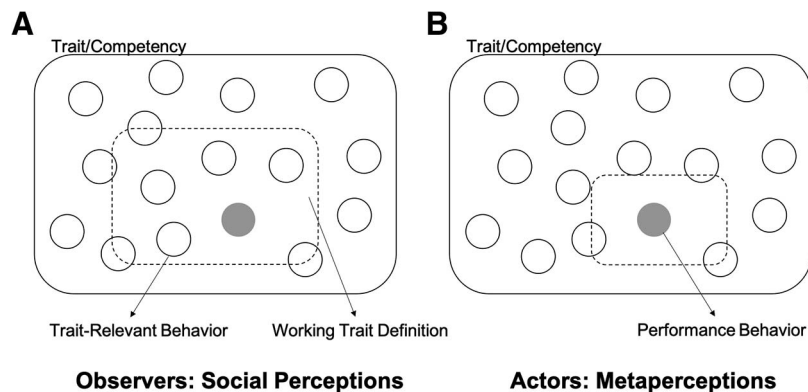 A
Trait/Competency
B
Trait/Competency
Trait-Relevant Behavior
Working Trait Definition
Performance Behavior
Observers: Social Perceptions
Actors: Metaperceptions